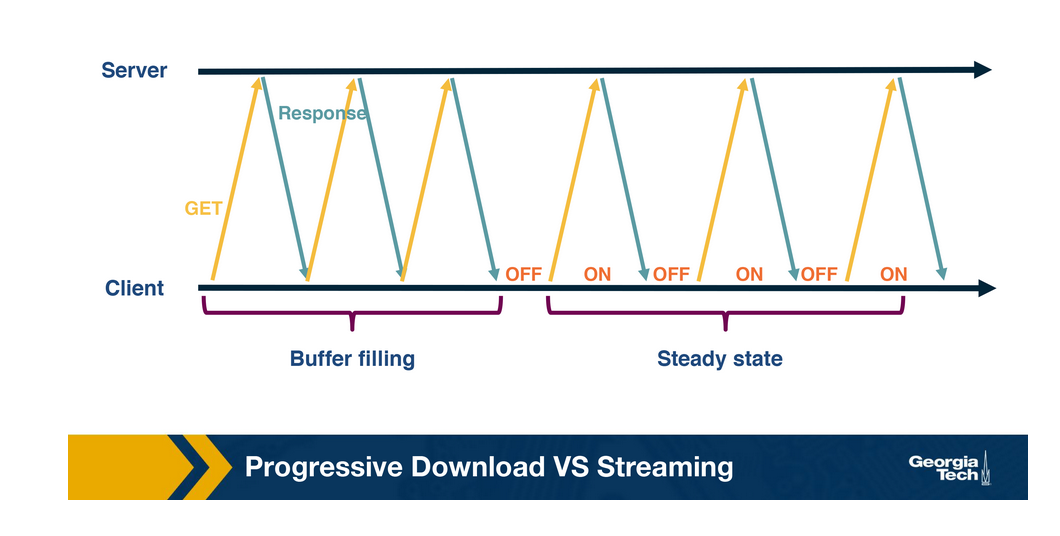 Server
Response
GET
OFF ON OFF ON OFF ON
Client
Buffer filling
Steady state
Progressive Download VS Streaming
Georgia
Tech